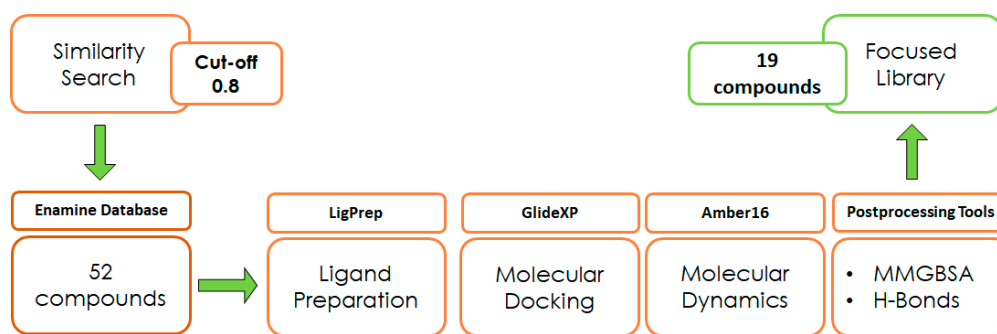 Similarity
Search
Cut-off
0.8
19
compounds
Focused
Library
Enamine Database
52
compounds
LigPrep
Ligand
Preparation
GlideXP
Molecular
Docking
Amber16
Molecular
Dynamics
Postprocessing Tools
• MMGBSA
• H-Bonds